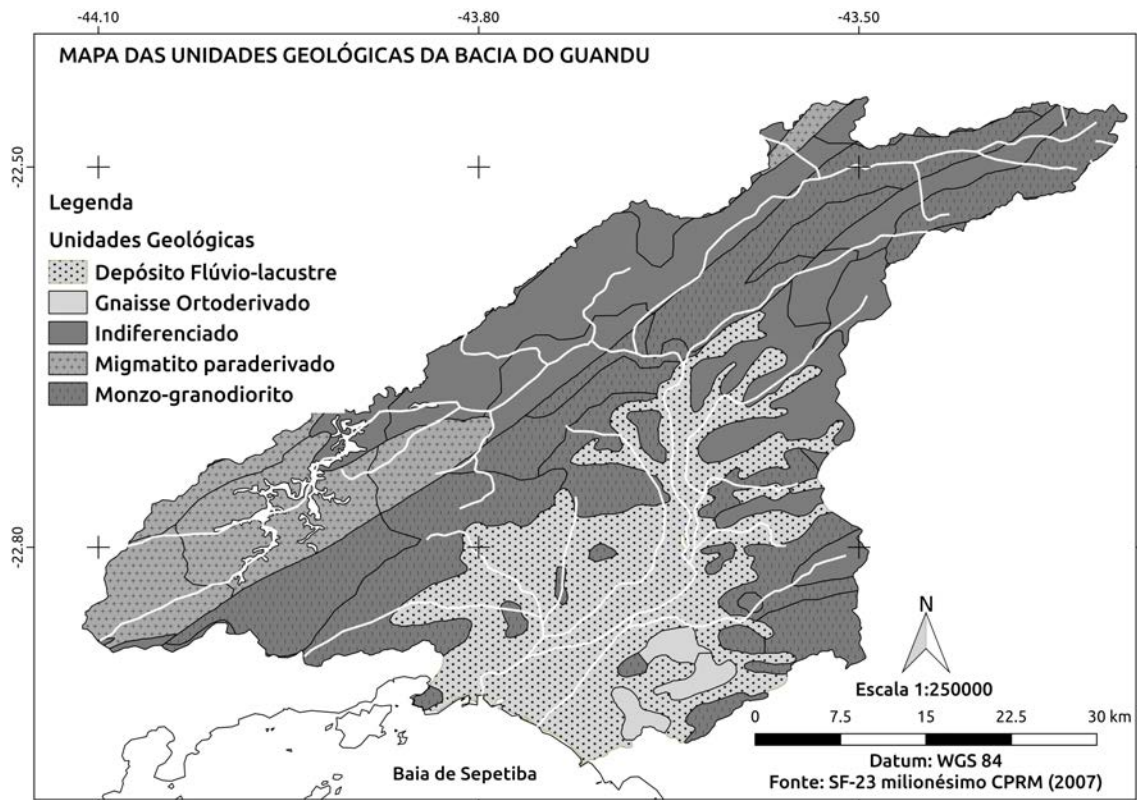 -44.10
-43.80
-43.50
MAPA DAS UNIDADES GEOLÓGICAS DA BACIA DO GUANDU
-22.50
Legenda
Unidades Geológicas
Depósito Flúvio-lacustre
Gnaisse Ortoderivado
Indiferenciado
Migmatito paraderivado
Monzo-granodiorito
-22.80
N
Escala 1:250000
0 7.5 15 22.5 30 km
Datum: WGS 84
Fonte: SF-23 milionésimo CPRM (2007)
Baia de Sepetiba